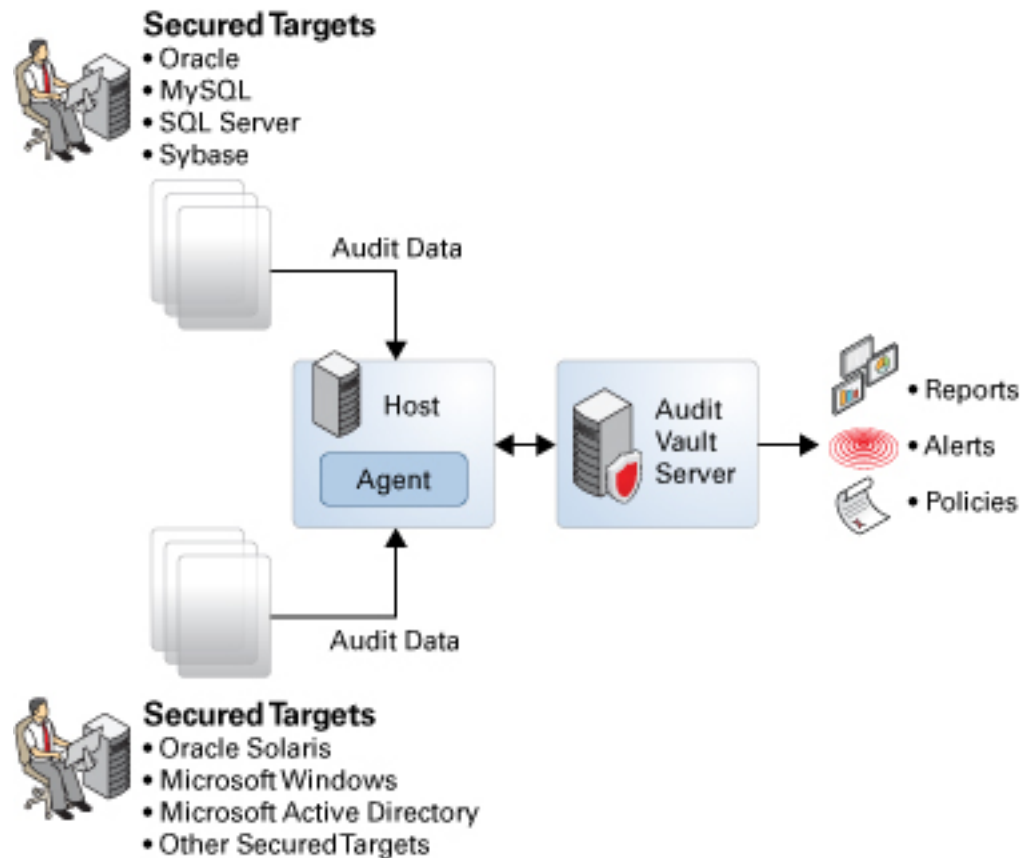 Secured Targets
• Oracle
• MySQL
• SQL Server
• Sybase
Audit Data
Host
Agent
Audit
Vault
Server
• Reports
• Alerts
• Policies
Audit Data
Secured Targets
• Oracle Solaris
• Microsoft Windows
• Microsoft Active Directory
• Other Secured Targets